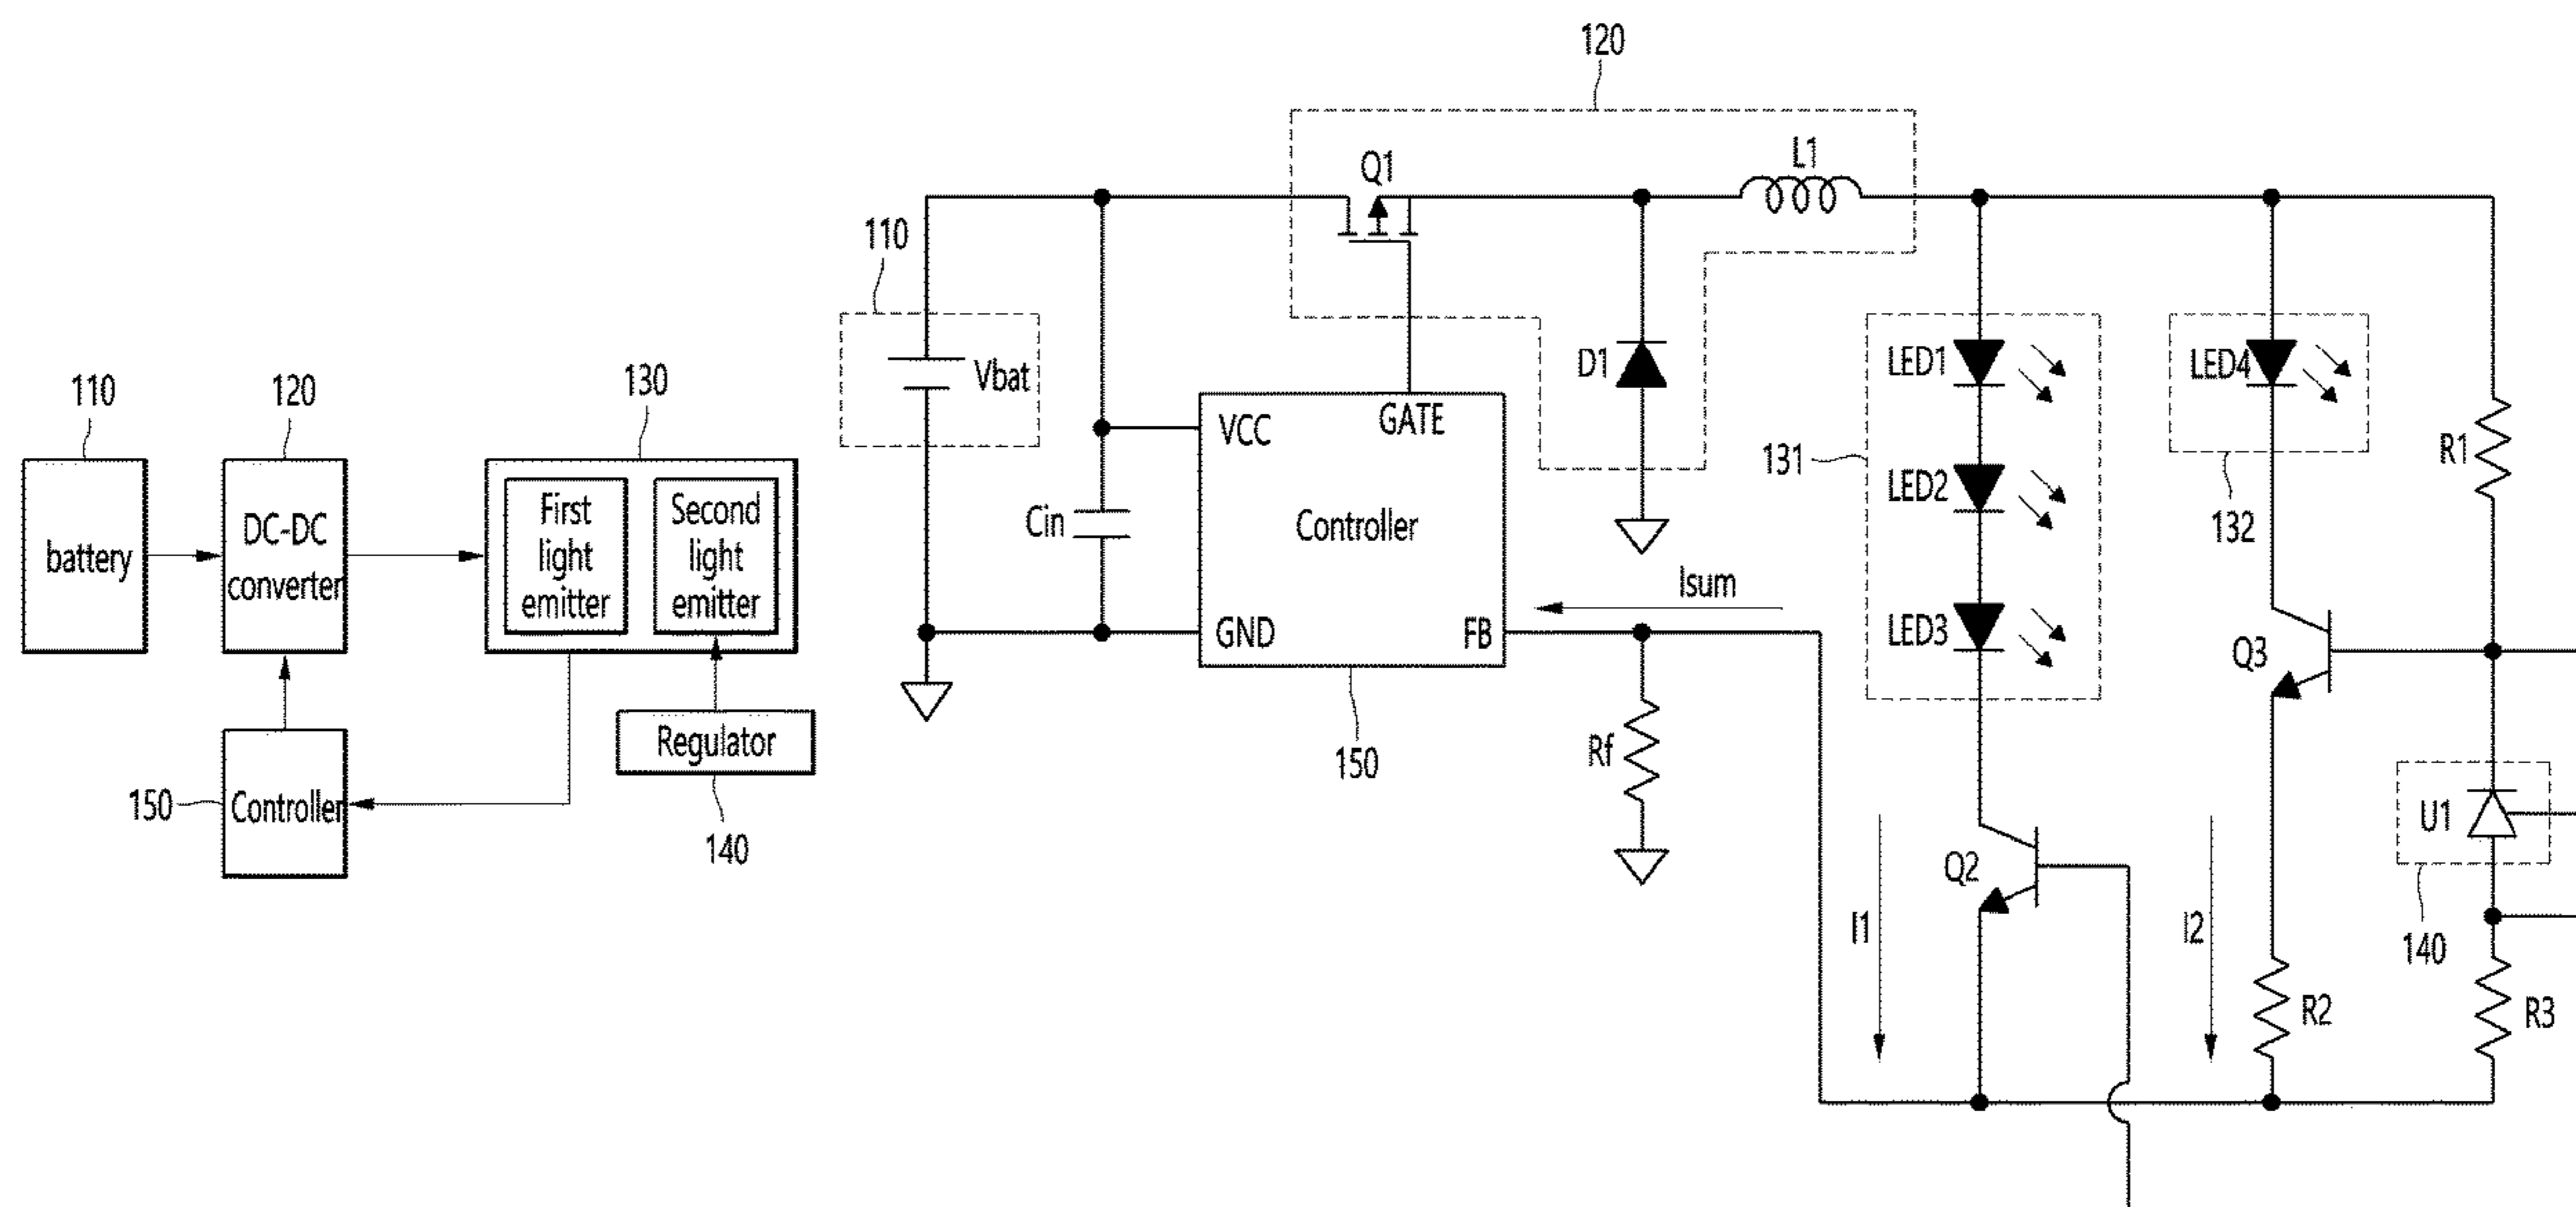 110
120
130
battery
DC-DC
converter
First
light
emitter
Second
light
emitter
150
Controller
Regulator
140
120
Q1
L1
110
Vbat
D1
LED1
LED4
VCC
GATE
R1
131
LED2
132
Cin
Controller
Isum
GND
FB
LED3
Q3
150
Rf
U1
Q2
I1
I2
140
R2
R3